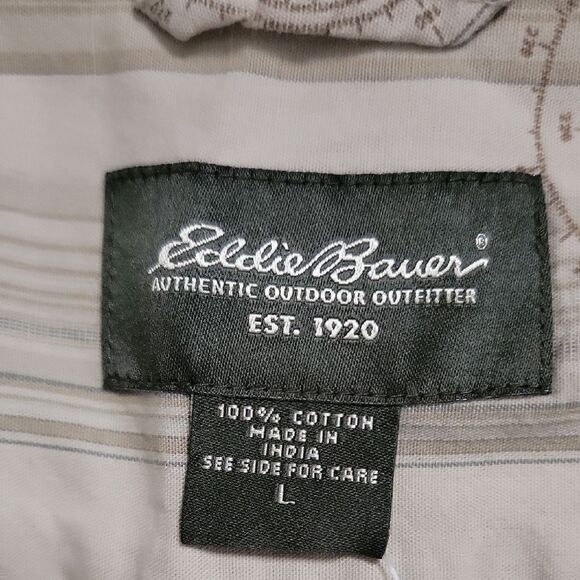 Eddie Bauer®
AUTHENTIC OUTDOOR OUTFITTER
EST. 1920
100% COTTON
MADE IN
INDIA
SEE SIDE FOR CARE
L